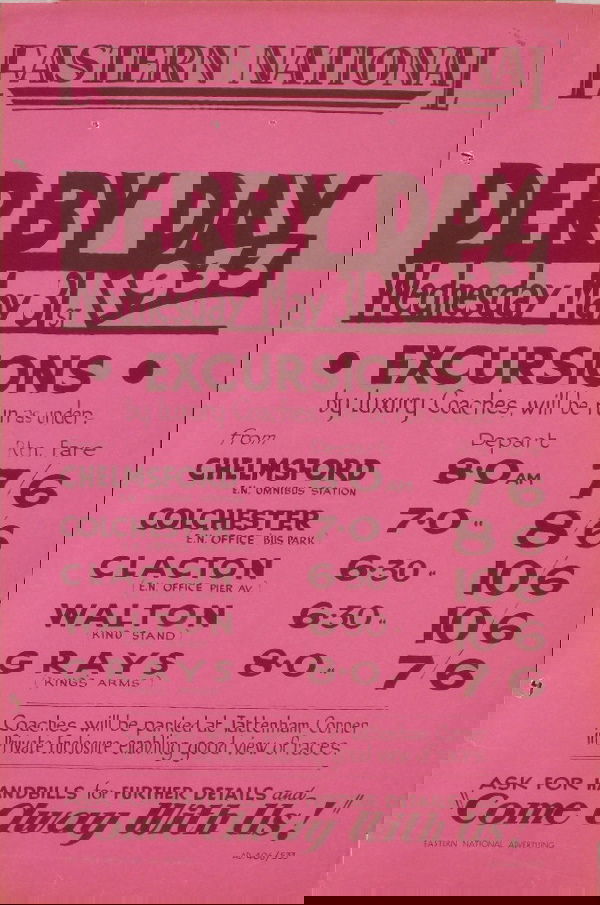 EASTERN NATIONAL
DERBY DAY
Wednesday May 31st 1933
• EXCURSIONS •
by Luxury Coaches, will be run as under.
from Depart Rtn. Fare
CHELMSFORD 8·0 AM 7/6
E.N. OMNIBUS STATION
COLCHESTER 7·0 " 8/6
E.N. OFFICE BUS PARK
CLACTON 6·30 " 10/6
E.N. OFFICE PIER AV.
WALTON 6·30 " 10/6
KINO STAND
GRAYS 8·0 " 7/6
KINGS ARMS
Coaches will be parked at Tattenham Corner
in Private Enclosure enabling good view of races
ASK FOR HANDBILLS for FURTHER DETAILS and
"Come Away With Us!"
EASTERN NATIONAL ADVERTISING